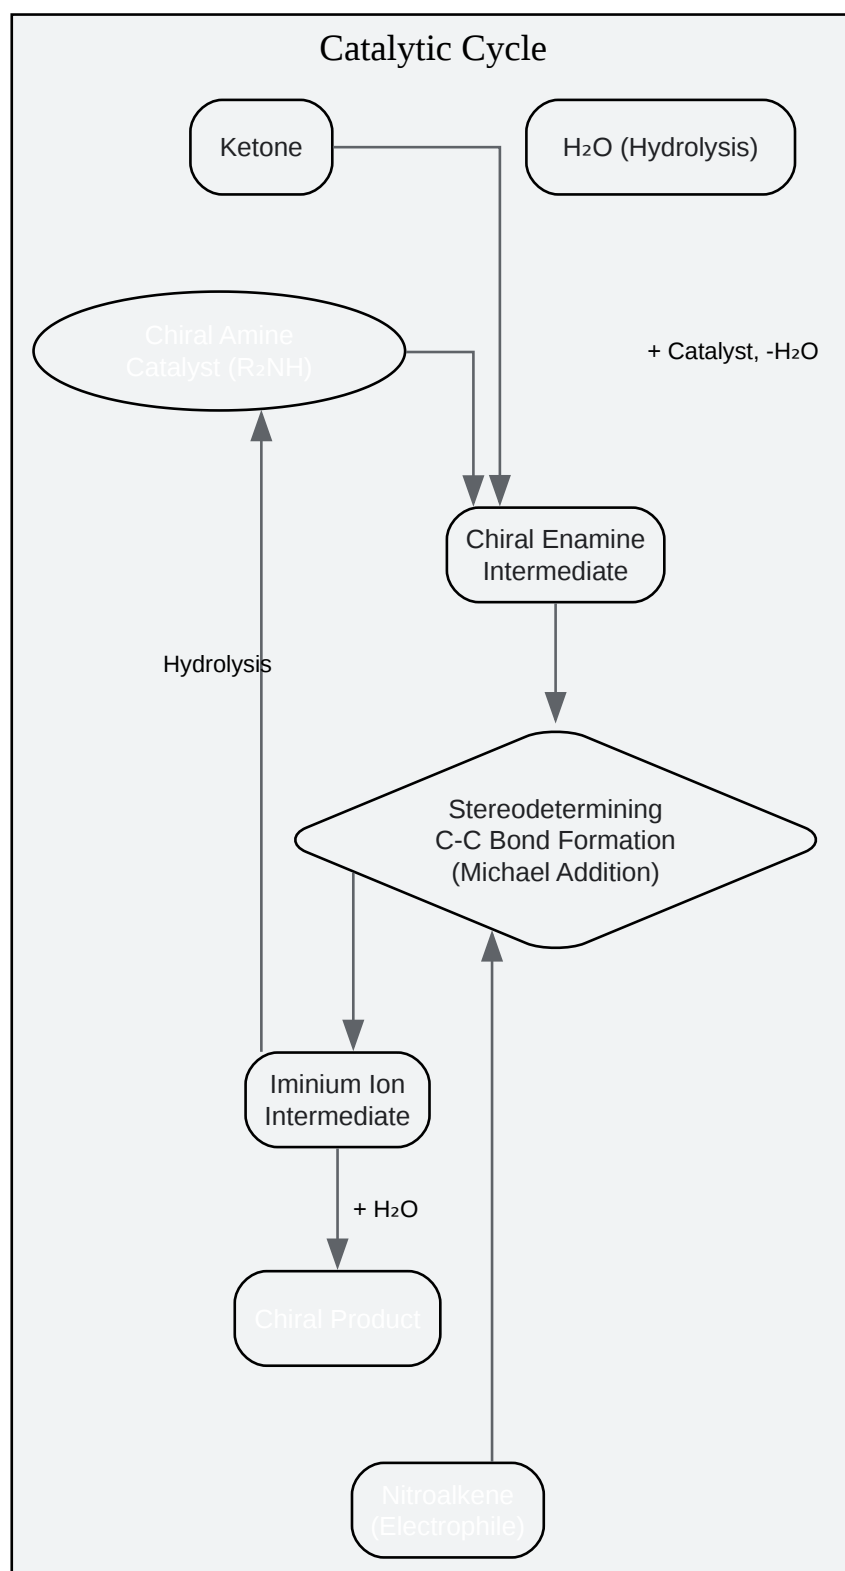 Catalytic Cycle
Ketone
H₂O (Hydrolysis)
Chiral Amine
Catalyst (R₂NH)
+ Catalyst, -H₂O
Chiral Enamine
Intermediate
Hydrolysis
Stereodetermining
C-C Bond Formation
(Michael Addition)
Iminium Ion
Intermediate
+ H₂O
Chiral Product
Nitroalkene
(Electrophile)